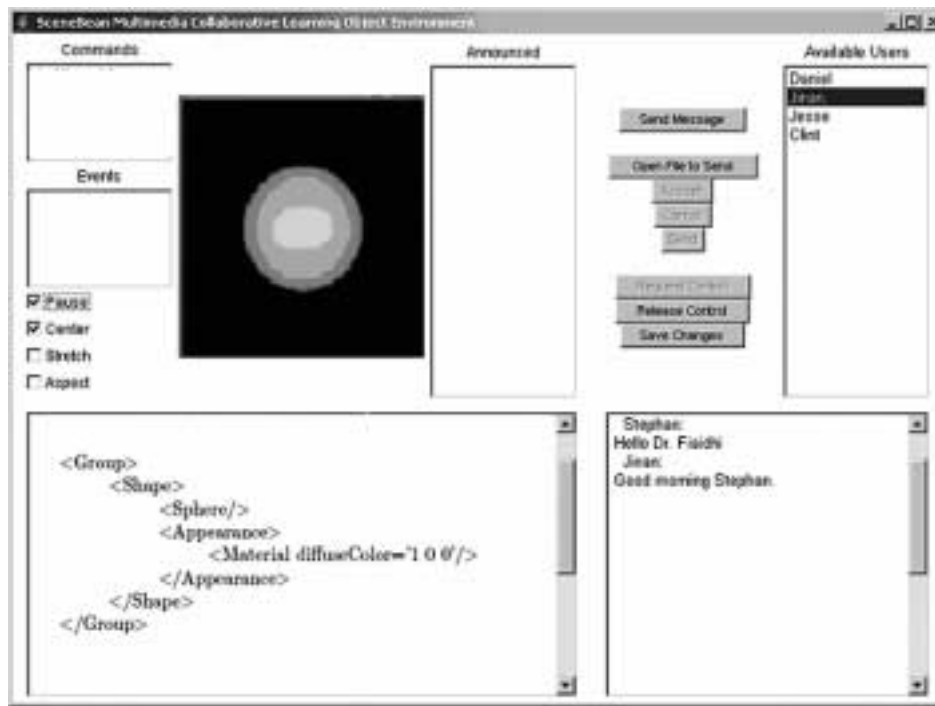 SceneBean Multimedia Collaborative Learning Object Environment
Commands
Announced
Available Users
Daniel
Jinan
Jesse
Clint
Send Message
Open File to Send
Accept
Cancel
Send
Events
Request Control
Release Control
Save Changes
Pause
Center
Stretch
Aspect
<Group>
<Shape>
<Sphere/>
<Appearance>
<Material diffuseColor='1 0 0'/>
</Appearance>
</Shape>
</Group>
Stephan:
Hello Dr. Fiaidhi
Jinan:
Good morning Stephan.